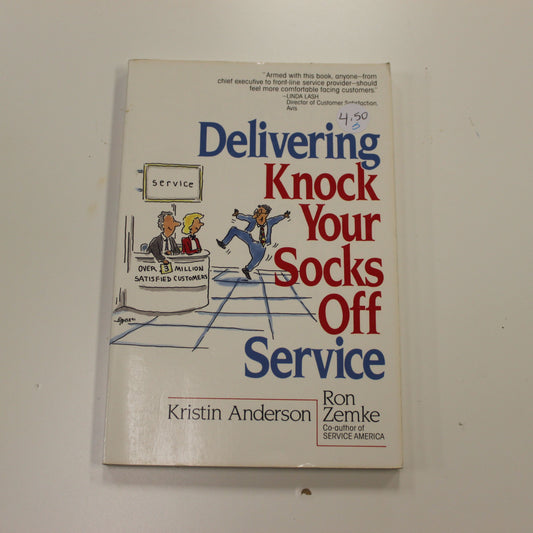 "Armed with this book, anyone—from
chief executive to front-line service provider—should
feel more comfortable facing customers."
—LINDA LASH
Director of Customer Satisfaction,
Avis
4.50
Delivering
Knock
Your
Socks
Off
Service
service
OVER 3 MILLION
SATISFIED CUSTOMERS
Kristin Anderson
Ron
Zemke
Co-author of
SERVICE AMERICA